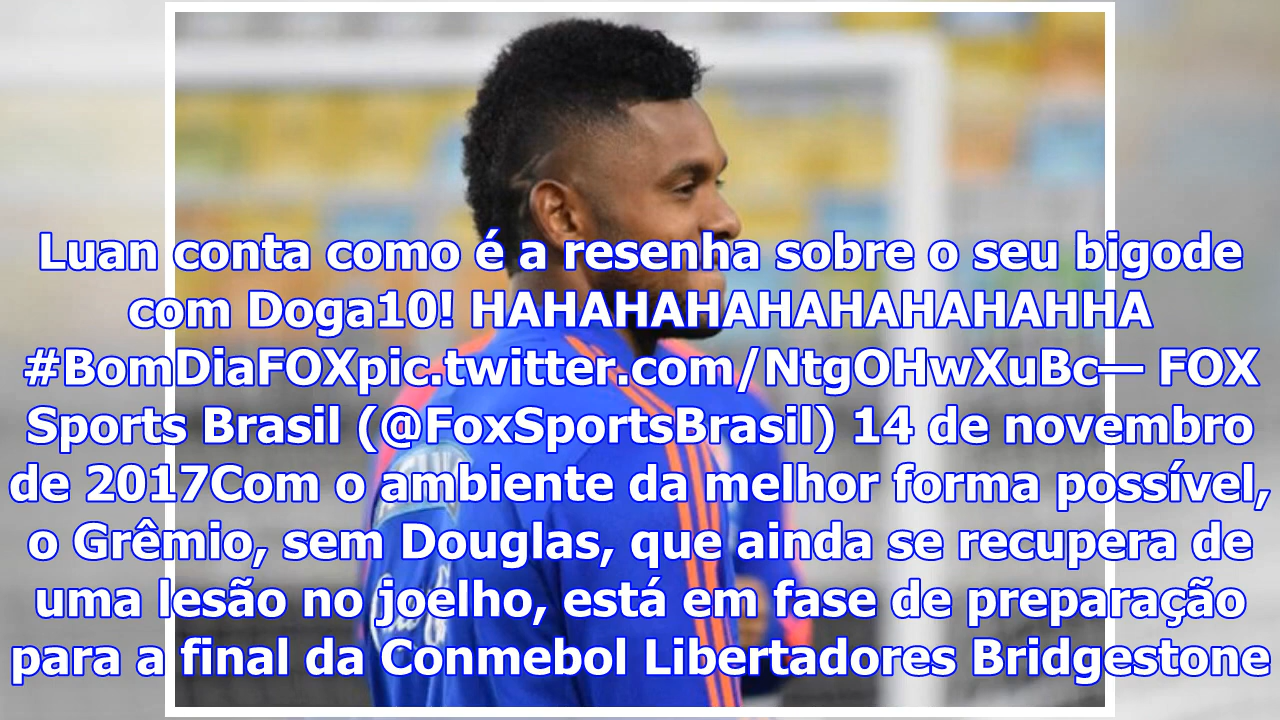 Luan conta como é a resenha sobre o seu bigode
com Doga10! HAHAHAHAHAHAHAHAHAHHA
#BomDiaFOXpic.twitter.com/NtgOHwXuBc— FOX
Sports Brasil (@FoxSportsBrasil) 14 de novembro
de 2017Com o ambiente da melhor forma possível,
o Grêmio, sem Douglas, que ainda se recupera de
uma lesão no joelho, está em fase de preparação
para a final da Conmebol Libertadores Bridgestone